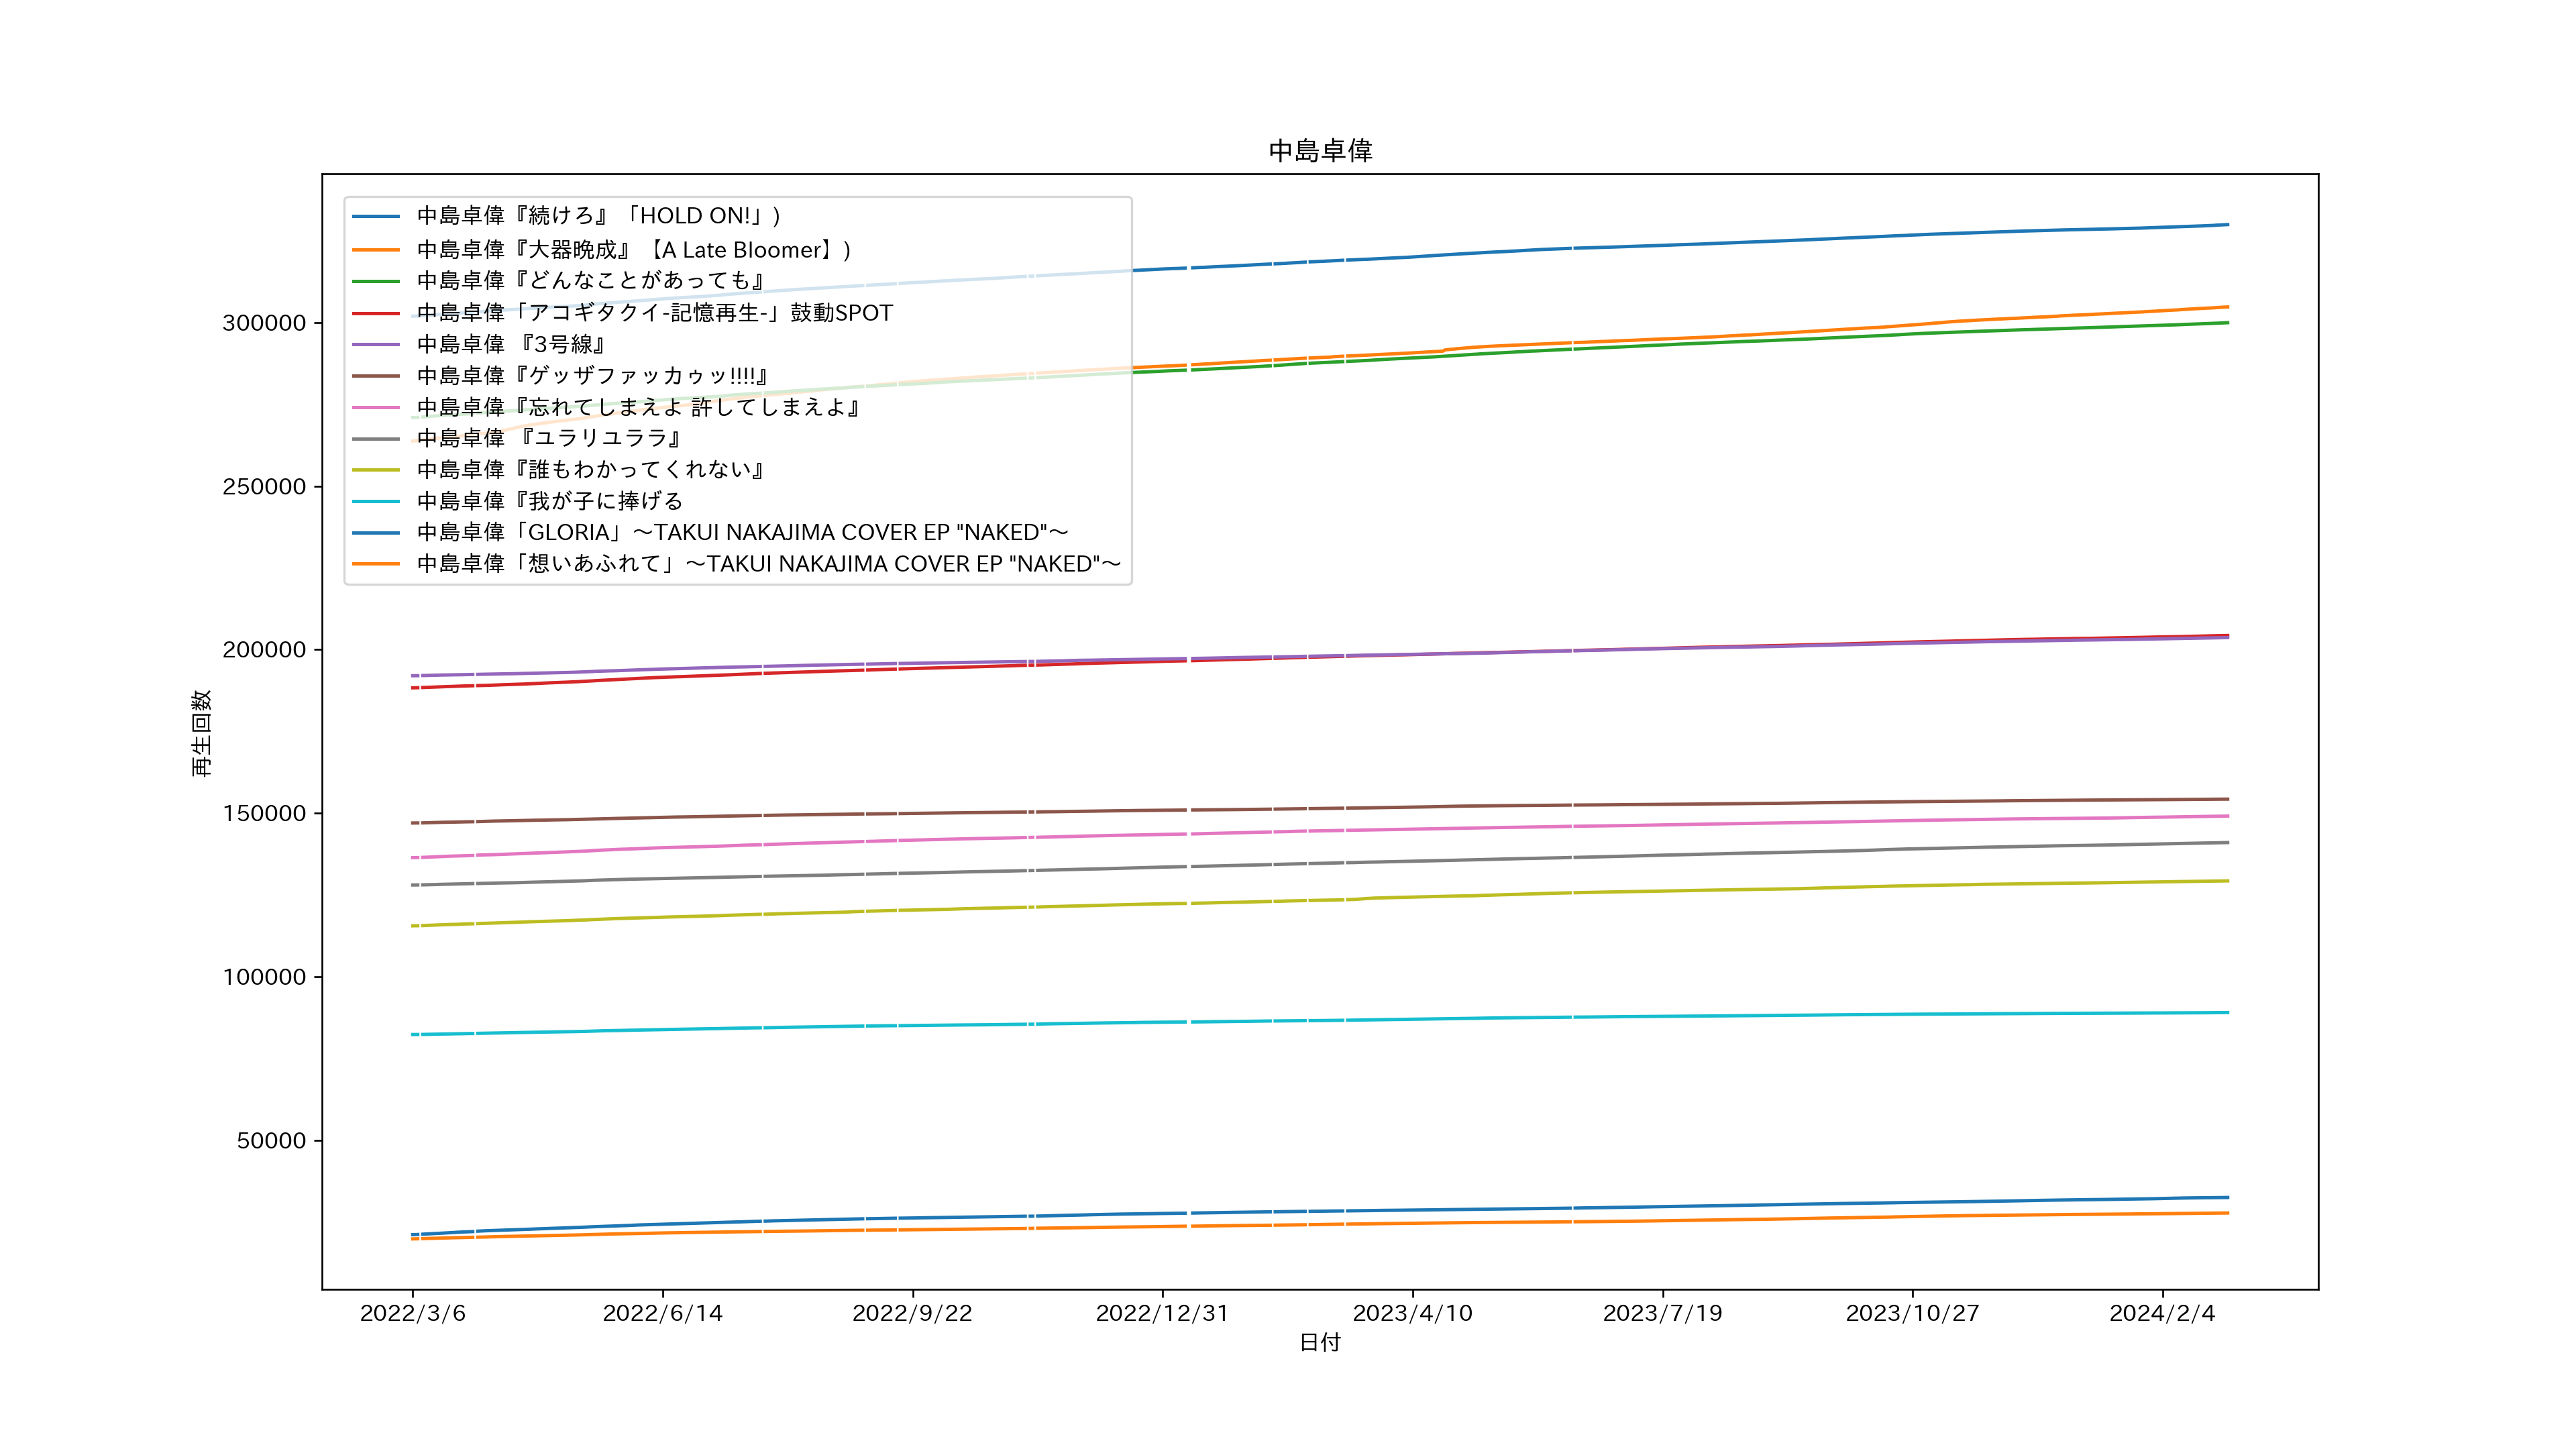 中島卓偉
中島卓偉『続けろ』「HOLD ON!」)
中島卓偉『大器晩成』【A Late Bloomer】)
中島卓偉『どんなことがあっても』
中島卓偉「アコギタクイ-記憶再生-」鼓動SPOT
中島卓偉 『3号線』
中島卓偉『ゲッザファッカゥッ!!!!』
中島卓偉『忘れてしまえよ 許してしまえよ』
中島卓偉 『ユラリユララ』
中島卓偉『誰もわかってくれない』
中島卓偉『我が子に捧げる
中島卓偉「GLORIA」〜TAKUI NAKAJIMA COVER EP "NAKED"〜
中島卓偉「想いあふれて」〜TAKUI NAKAJIMA COVER EP "NAKED"〜
300000
250000
200000
150000
100000
50000
再生回数
2022/3/6 2022/6/14 2022/9/22 2022/12/31 2023/4/10 2023/7/19 2023/10/27 2024/2/4
日付